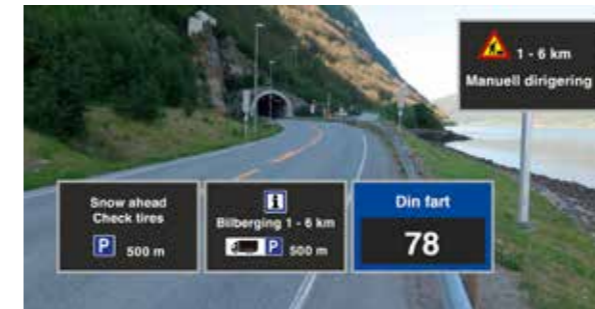 1 - 6 km
Manuell dirigering
Snow ahead
Check tires
P 500 m
i
Bilberging 1 - 6 km
P 500 m
Din fart
78